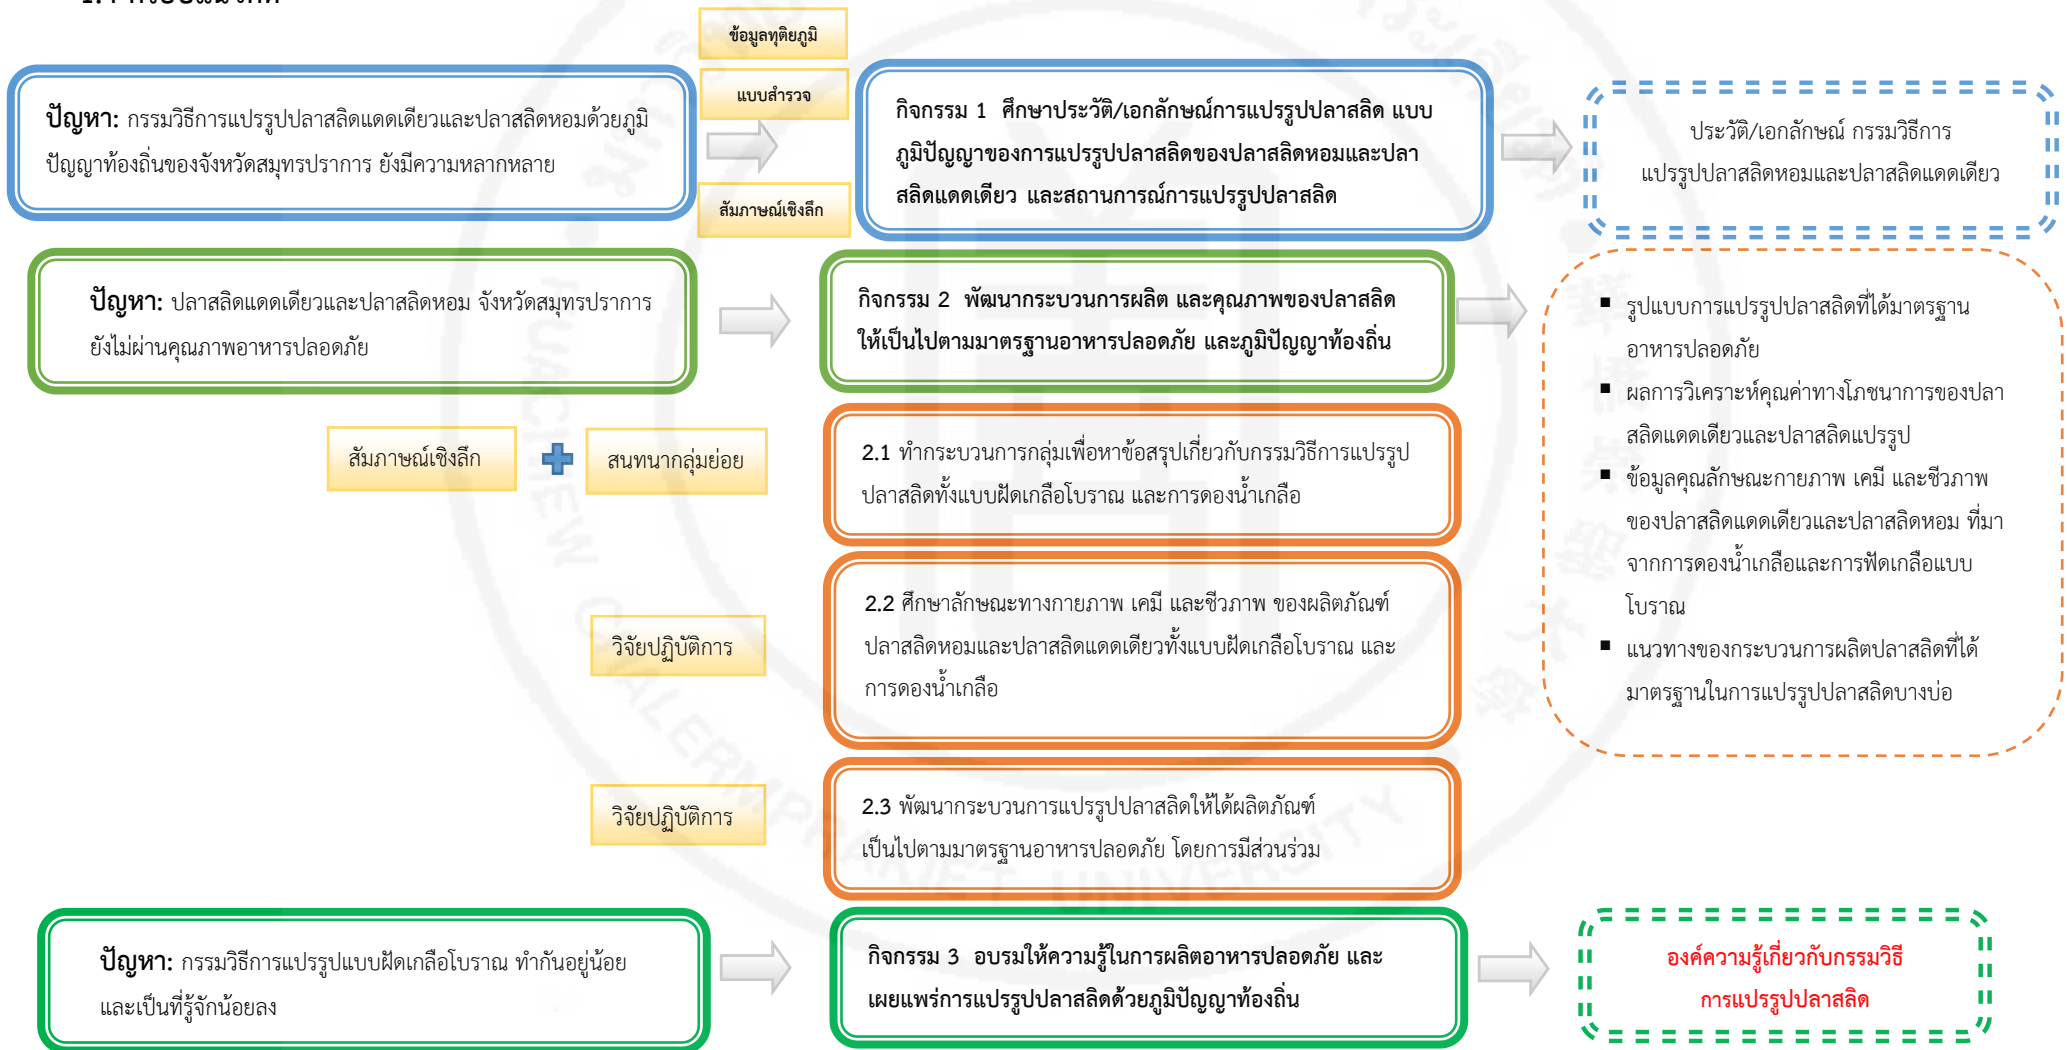 ข้อมูลทุติยภูมิ
แบบสำรวจ
สัมภาษณ์เชิงลึก
ปัญหา: กรรมวิธีการแปรรูปปลาสลิดแดดเดียวและปลาสลิดหอมด้วยภูมิ
ปัญญาท้องถิ่นของจังหวัดสมุทรปราการ ยังมีความหลากหลาย
กิจกรรม 1 ศึกษาประวัติ/เอกลักษณ์การแปรรูปปลาสลิด แบบ
ภูมิปัญญาของการแปรรูปปลาสลิดของปลาสลิดหอมและปลา
สลิดแดดเดียว และสถานการณ์การแปรรูปปลาสลิด
ประวัติ/เอกลักษณ์ กรรมวิธีการ
แปรรูปปลาสลิดหอมและปลาสลิดแดดเดียว
ปัญหา: ปลาสลิดแดดเดียวและปลาสลิดหอม จังหวัดสมุทรปราการ
ยังไม่ผ่านคุณภาพอาหารปลอดภัย
กิจกรรม 2 พัฒนากระบวนการผลิต และคุณภาพของปลาสลิด
ให้เป็นไปตามมาตรฐานอาหารปลอดภัย และภูมิปัญญาท้องถิ่น
▪ รูปแบบการแปรรูปปลาสลิดที่ได้มาตรฐาน
อาหารปลอดภัย
▪ ผลการวิเคราะห์คุณค่าทางโภชนาการของปลา
สลิดแดดเดียวและปลาสลิดแปรรูป
▪ ข้อมูลคุณลักษณะกายภาพ เคมี และชีวภาพ
ของปลาสลิดแดดเดียวและปลาสลิดหอม ที่มา
จากการดองน้ำเกลือและการฟัดเกลือแบบ
โบราณ
▪ แนวทางของกระบวนการผลิตปลาสลิดที่ได้
มาตรฐานในการแปรรูปปลาสลิดบางบ่อ
สัมภาษณ์เชิงลึก
สนทนากลุ่มย่อย
2.1 ทำกระบวนการกลุ่มเพื่อหาข้อสรุปเกี่ยวกับกรรมวิธีการแปรรูป
ปลาสลิดทั้งแบบฝัดเกลือโบราณ และการดองน้ำเกลือ
วิจัยปฏิบัติการ
2.2 ศึกษาลักษณะทางกายภาพ เคมี และชีวภาพ ของผลิตภัณฑ์
ปลาสลิดหอมและปลาสลิดแดดเดียวทั้งแบบฝัดเกลือโบราณ และ
การดองน้ำเกลือ
วิจัยปฏิบัติการ
2.3 พัฒนากระบวนการแปรรูปปลาสลิดให้ได้ผลิตภัณฑ์
เป็นไปตามมาตรฐานอาหารปลอดภัย โดยการมีส่วนร่วม
ปัญหา: กรรมวิธีการแปรรูปแบบฝัดเกลือโบราณ ทำกันอยู่น้อย
และเป็นที่รู้จักน้อยลง
กิจกรรม 3 อบรมให้ความรู้ในการผลิตอาหารปลอดภัย และ
เผยแพร่การแปรรูปปลาสลิดด้วยภูมิปัญญาท้องถิ่น
องค์ความรู้เกี่ยวกับกรรมวิธี
การแปรรูปปลาสลิด
HUACHIEW CHALERMPRAKIET UNIVERSITY